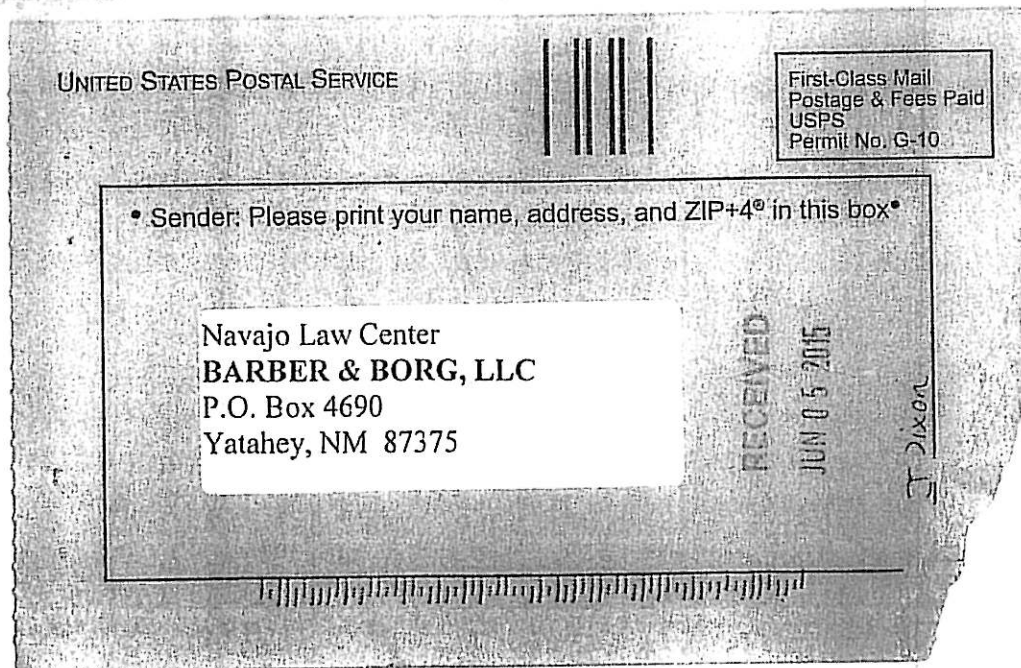 UNITED STATES POSTAL SERVICE
First-Class Mail
Postage & Fees Paid
USPS
Permit No. G-10
• Sender: Please print your name, address, and ZIP+4® in this box•
Navajo Law Center
BARBER & BORG, LLC
P.O. Box 4690
Yatahey, NM 87375
RECEIVED
JUN 05 2015
Dixon